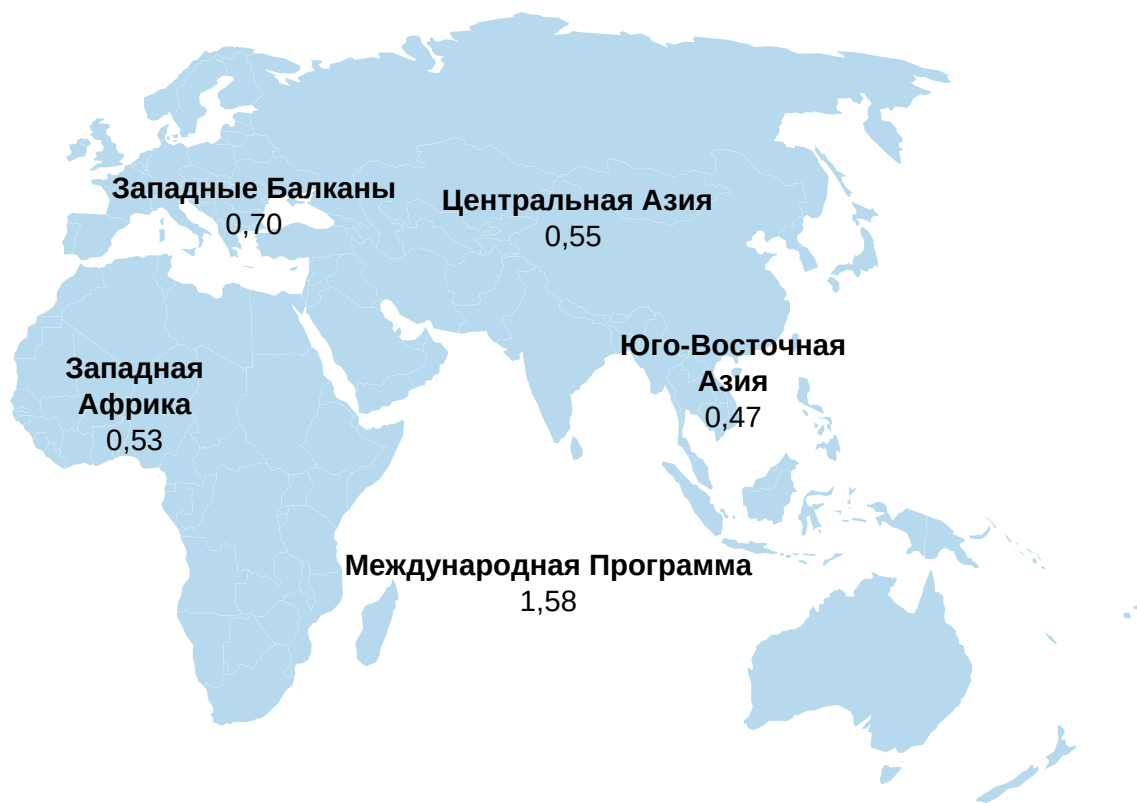 Западные Балканы
0,70
Центральная Азия
0,55
Юго-Восточная
Азия
0,47
Западная
Африка
0,53
Международная Программа
1,58